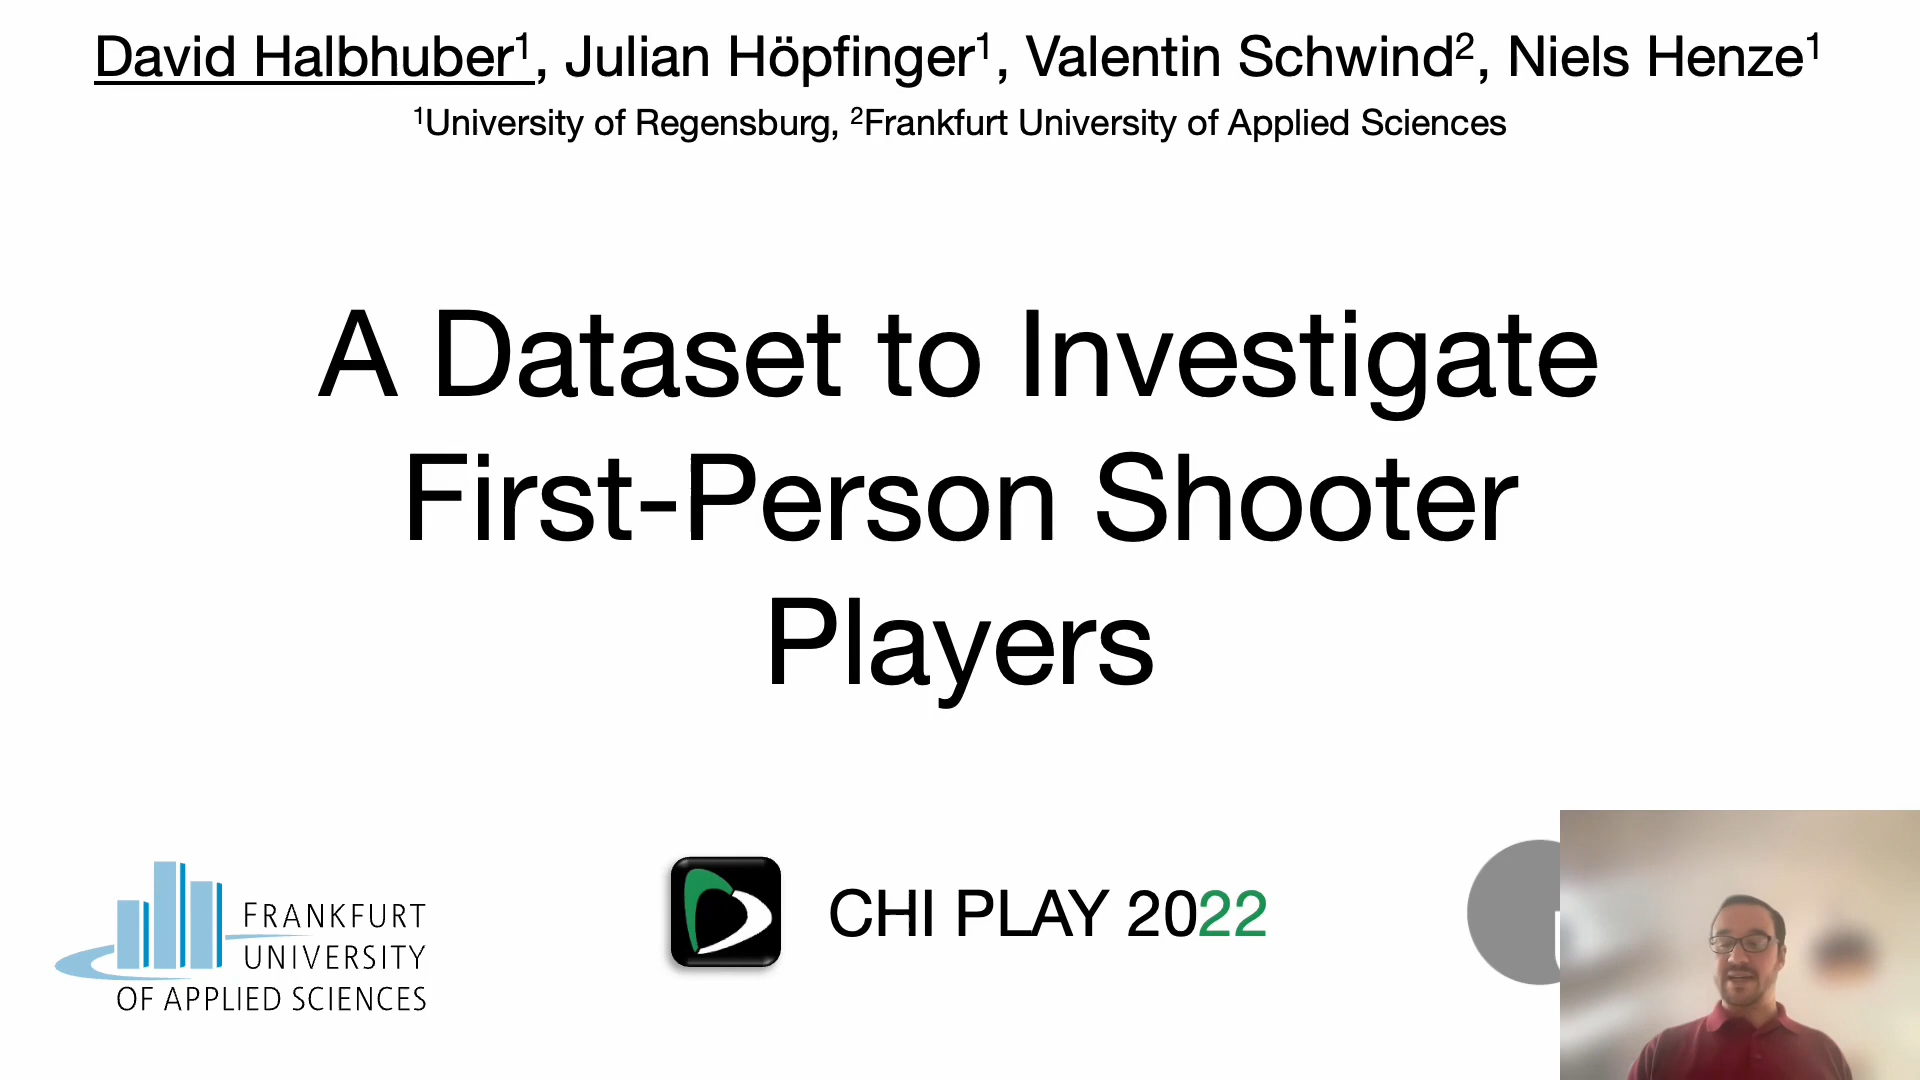 David Halbhuber¹, Julian Höpfinger¹, Valentin Schwind², Niels Henze¹
¹University of Regensburg, ²Frankfurt University of Applied Sciences
A Dataset to Investigate
First-Person Shooter
Players
FRANKFURT
UNIVERSITY
OF APPLIED SCIENCES
CHI PLAY 2022